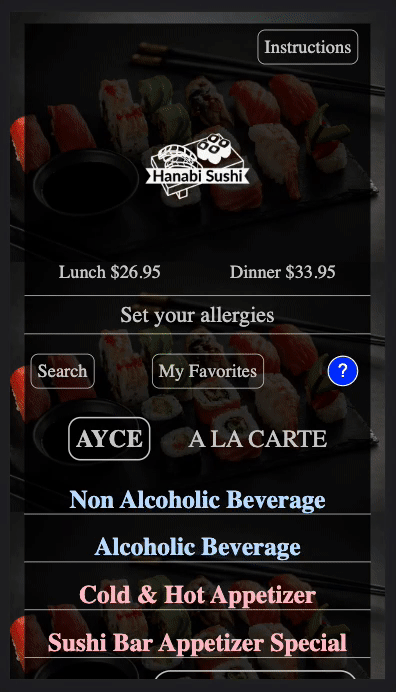 Instructions
Hanabi Sushi
Lunch $26.95 Dinner $33.95
Set your allergies
Search My Favorites ?
AYCE A LA CARTE
Non Alcoholic Beverage
Alcoholic Beverage
Cold & Hot Appetizer
Sushi Bar Appetizer Special